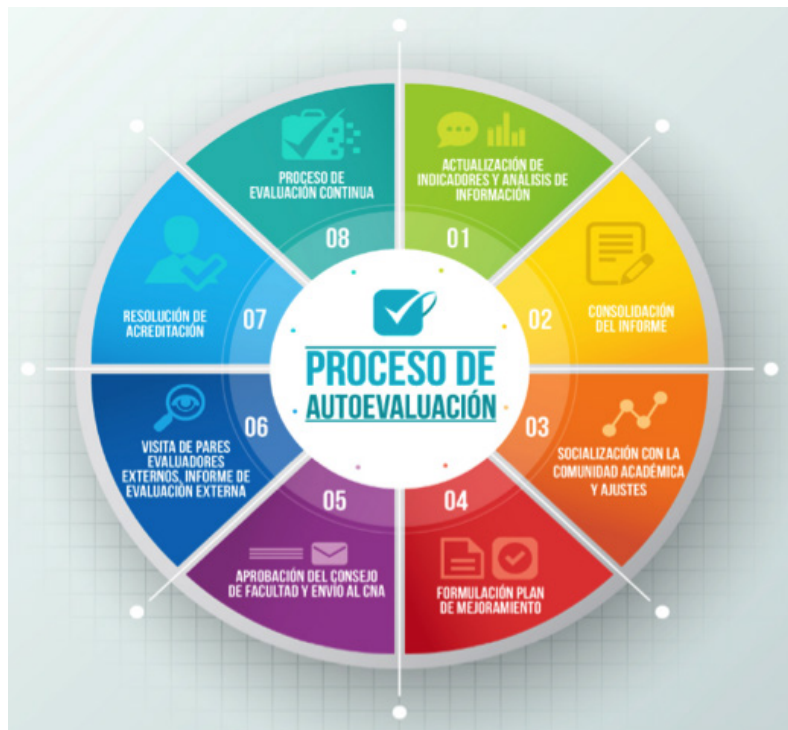 PROCESO DE
AUTOEVALUACIÓN
01
ACTUALIZACIÓN DE
INDICADORES Y ANÁLISIS DE
INFORMACIÓN
02
CONSOLIDACIÓN
DEL INFORME
03
SOCIALIZACIÓN CON LA
COMUNIDAD ACADÉMICA
Y AJUSTES
04
FORMULACIÓN PLAN
DE MEJORAMIENTO
05
APROBACIÓN DEL CONSEJO
DE FACULTAD Y ENVÍO AL CNA
06
VISITA DE PARES
EVALUADORES
EXTERNOS, INFORME DE
EVALUACIÓN EXTERNA
07
RESOLUCIÓN DE
ACREDITACIÓN
08
PROCESO DE
EVALUACIÓN CONTINUA